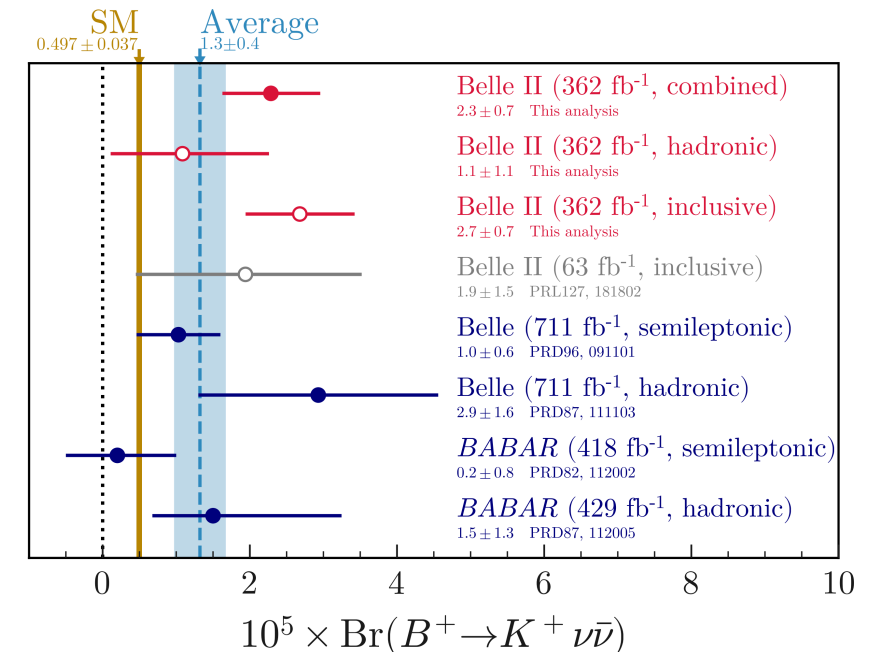 SM Average
0.497 ± 0.037 1.3±0.4
Belle II (362 fb⁻¹, combined)
2.3 ± 0.7 This analysis
Belle II (362 fb⁻¹, hadronic)
1.1 ± 1.1 This analysis
Belle II (362 fb⁻¹, inclusive)
2.7 ± 0.7 This analysis
Belle II (63 fb⁻¹, inclusive)
1.9 ± 1.5 PRL127, 181802
Belle (711 fb⁻¹, semileptonic)
1.0 ± 0.6 PRD96, 091101
Belle (711 fb⁻¹, hadronic)
2.9 ± 1.6 PRD87, 111103
BABAR (418 fb⁻¹, semileptonic)
0.2 ± 0.8 PRD82, 112002
BABAR (429 fb⁻¹, hadronic)
1.5 ± 1.3 PRD87, 112005
0 2 4 6 8 10
10⁵ × Br(B⁺→K⁺νν̄)